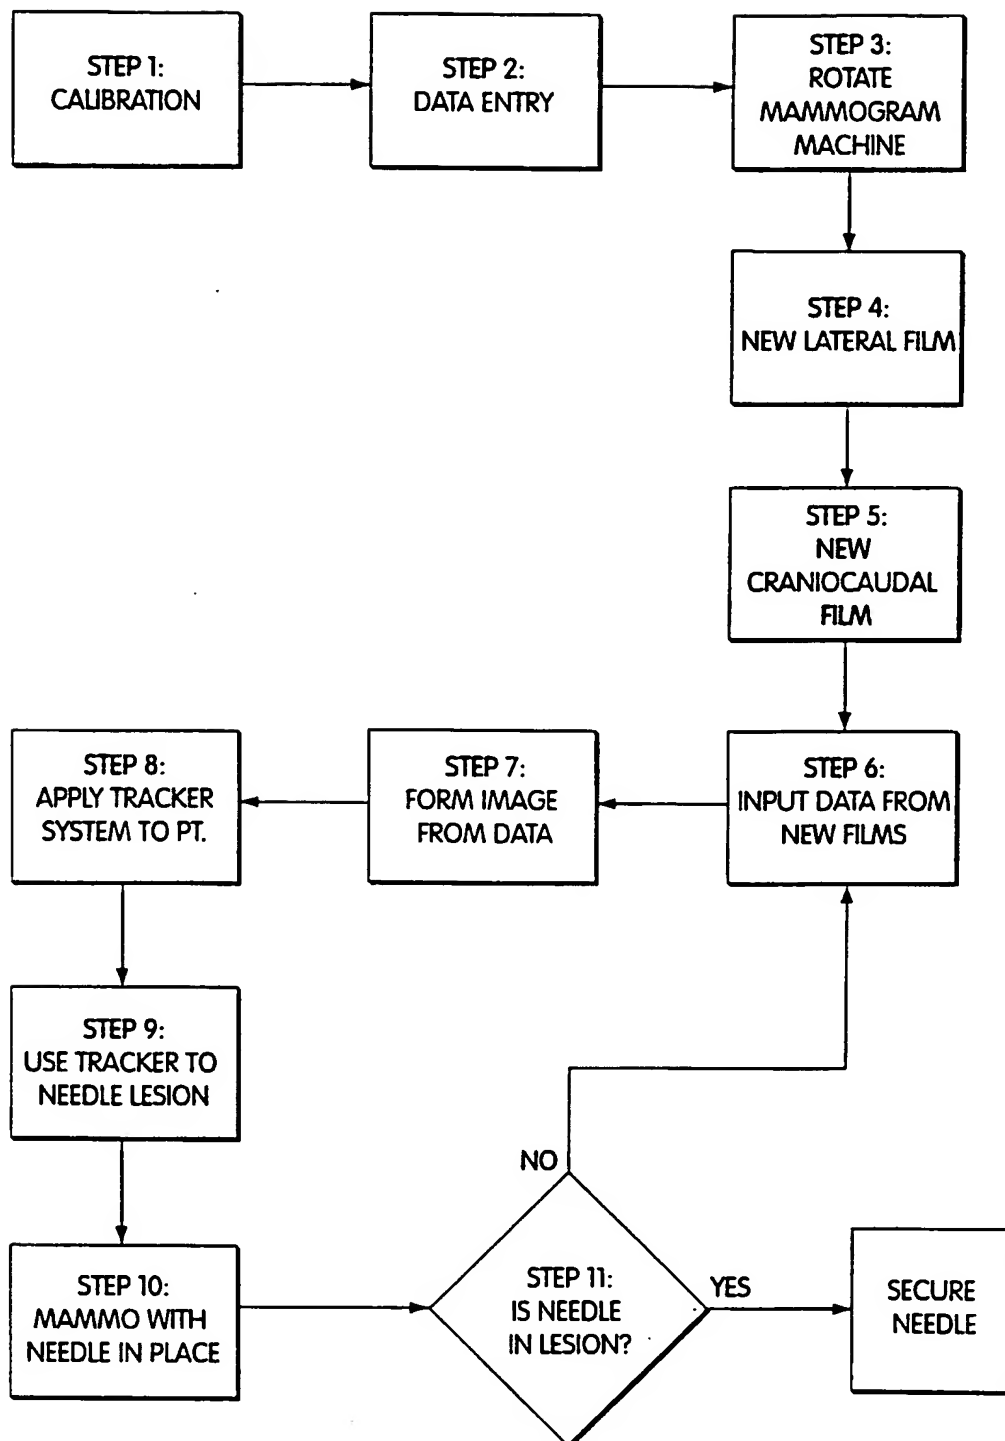 STEP 1:
CALIBRATION
STEP 2:
DATA ENTRY
STEP 3:
ROTATE
MAMMOGRAM
MACHINE
STEP 4:
NEW LATERAL FILM
STEP 5:
NEW
CRANIOCAUDAL
FILM
STEP 6:
INPUT DATA FROM
NEW FILMS
STEP 7:
FORM IMAGE
FROM DATA
STEP 8:
APPLY TRACKER
SYSTEM TO PT.
STEP 9:
USE TRACKER TO
NEEDLE LESION
STEP 10:
MAMMO WITH
NEEDLE IN PLACE
STEP 11:
IS NEEDLE
IN LESION?
NO
YES
SECURE
NEEDLE